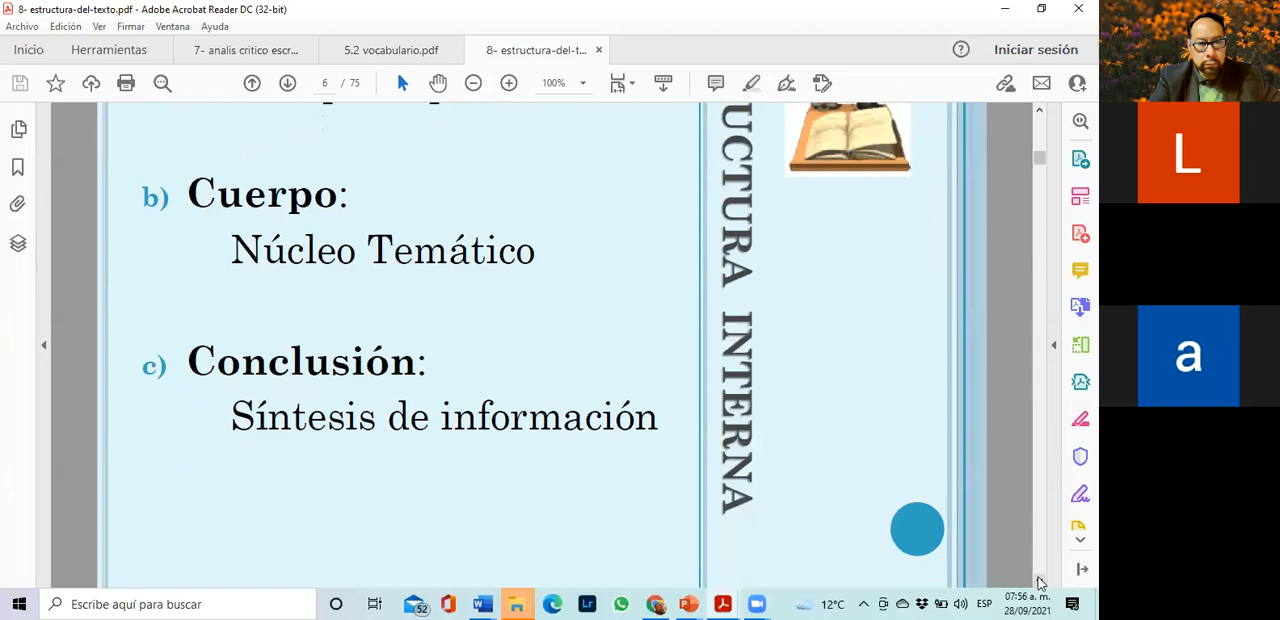 8- estructura-del-texto.pdf - Adobe Acrobat Reader DC (32-bit)
Archivo Edición Ver Firmar Ventana Ayuda
Inicio Herramientas 7- analis critico escr... 5.2 vocabulario.pdf 8- estructura-del-t... × ? Iniciar sesión
6 / 75 100%
b) Cuerpo:
Núcleo Temático
c) Conclusión:
Síntesis de información
UCTURA INTERNA
L
a
Escribe aquí para buscar
52
12°C
ESP
07:56 a. m.
28/09/2021